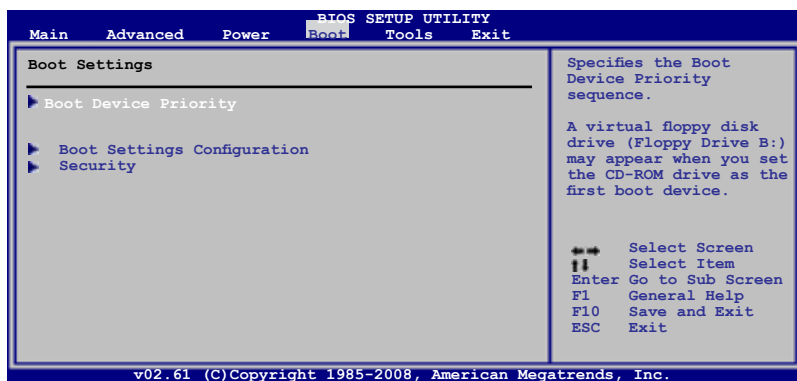 BIOS SETUP UTILITY
Main Advanced Power Boot Tools Exit
Boot Settings
Boot Device Priority
Boot Settings Configuration
Security
Specifies the Boot
Device Priority
sequence.
A virtual floppy disk
drive (Floppy Drive B:)
may appear when you set
the CD-ROM drive as the
first boot device.
←→ Select Screen
↑↓ Select Item
Enter Go to Sub Screen
F1 General Help
F10 Save and Exit
ESC Exit
v02.61 (C)Copyright 1985-2008, American Megatrends, Inc.